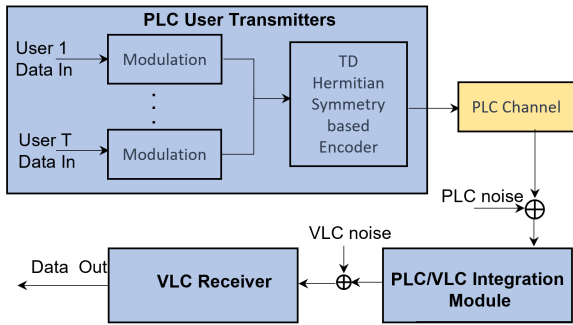 PLC User Transmitters
User 1
Data In
Modulation
User T
Data In
Modulation
TD
Hermitian
Symmetry
based
Encoder
PLC Channel
PLC noise
VLC noise
Data Out
VLC Receiver
PLC/VLC Integration
Module